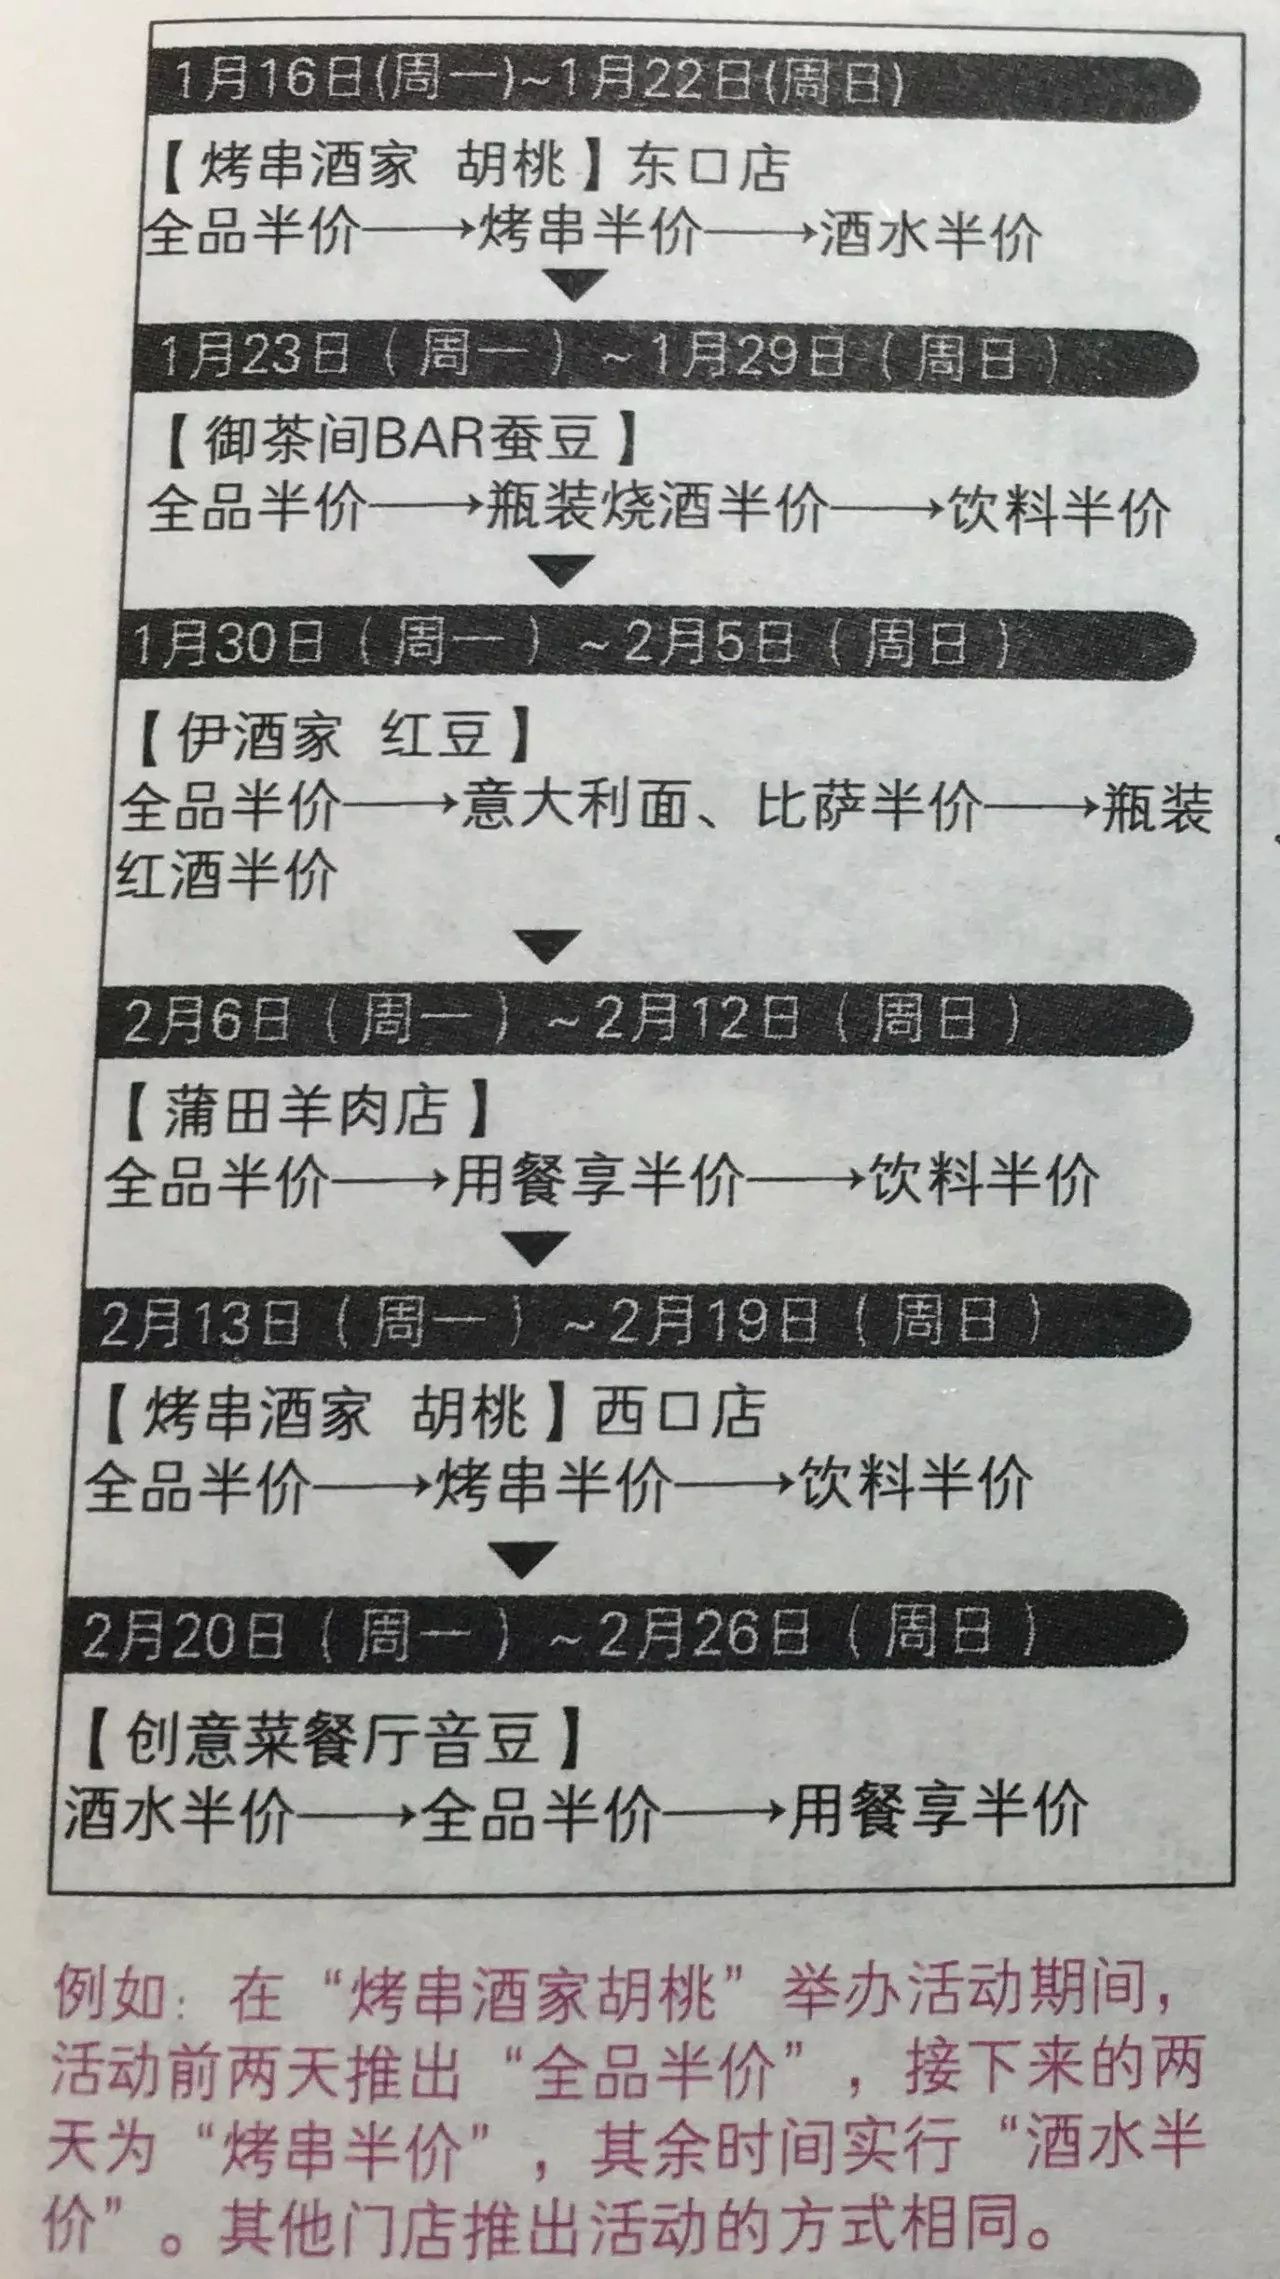 1月16日(周一)~1月22日(周日)
【烤串酒家 胡桃】东口店
全品半价——→烤串半价——→酒水半价
▼
1月23日(周一)~1月29日(周日)
【御茶间BAR蚕豆】
全品半价——→瓶装烧酒半价——→饮料半价
▼
1月30日(周一)~2月5日(周日)
【伊酒家 红豆】
全品半价——→意大利面、比萨半价——→瓶装
红酒半价
▼
2月6日(周一)~2月12日(周日)
【蒲田羊肉店】
全品半价——→用餐享半价——→饮料半价
▼
2月13日(周一)~2月19日(周日)
【烤串酒家 胡桃】西口店
全品半价——→烤串半价——→饮料半价
▼
2月20日(周一)~2月26日(周日)
【创意菜餐厅音豆】
酒水半价——→全品半价——→用餐享半价
例如：在“烤串酒家胡桃”举办活动期间，
活动前两天推出“全品半价”，接下来的两
天为“烤串半价”，其余时间实行“酒水半
价”。其他门店推出活动的方式相同。